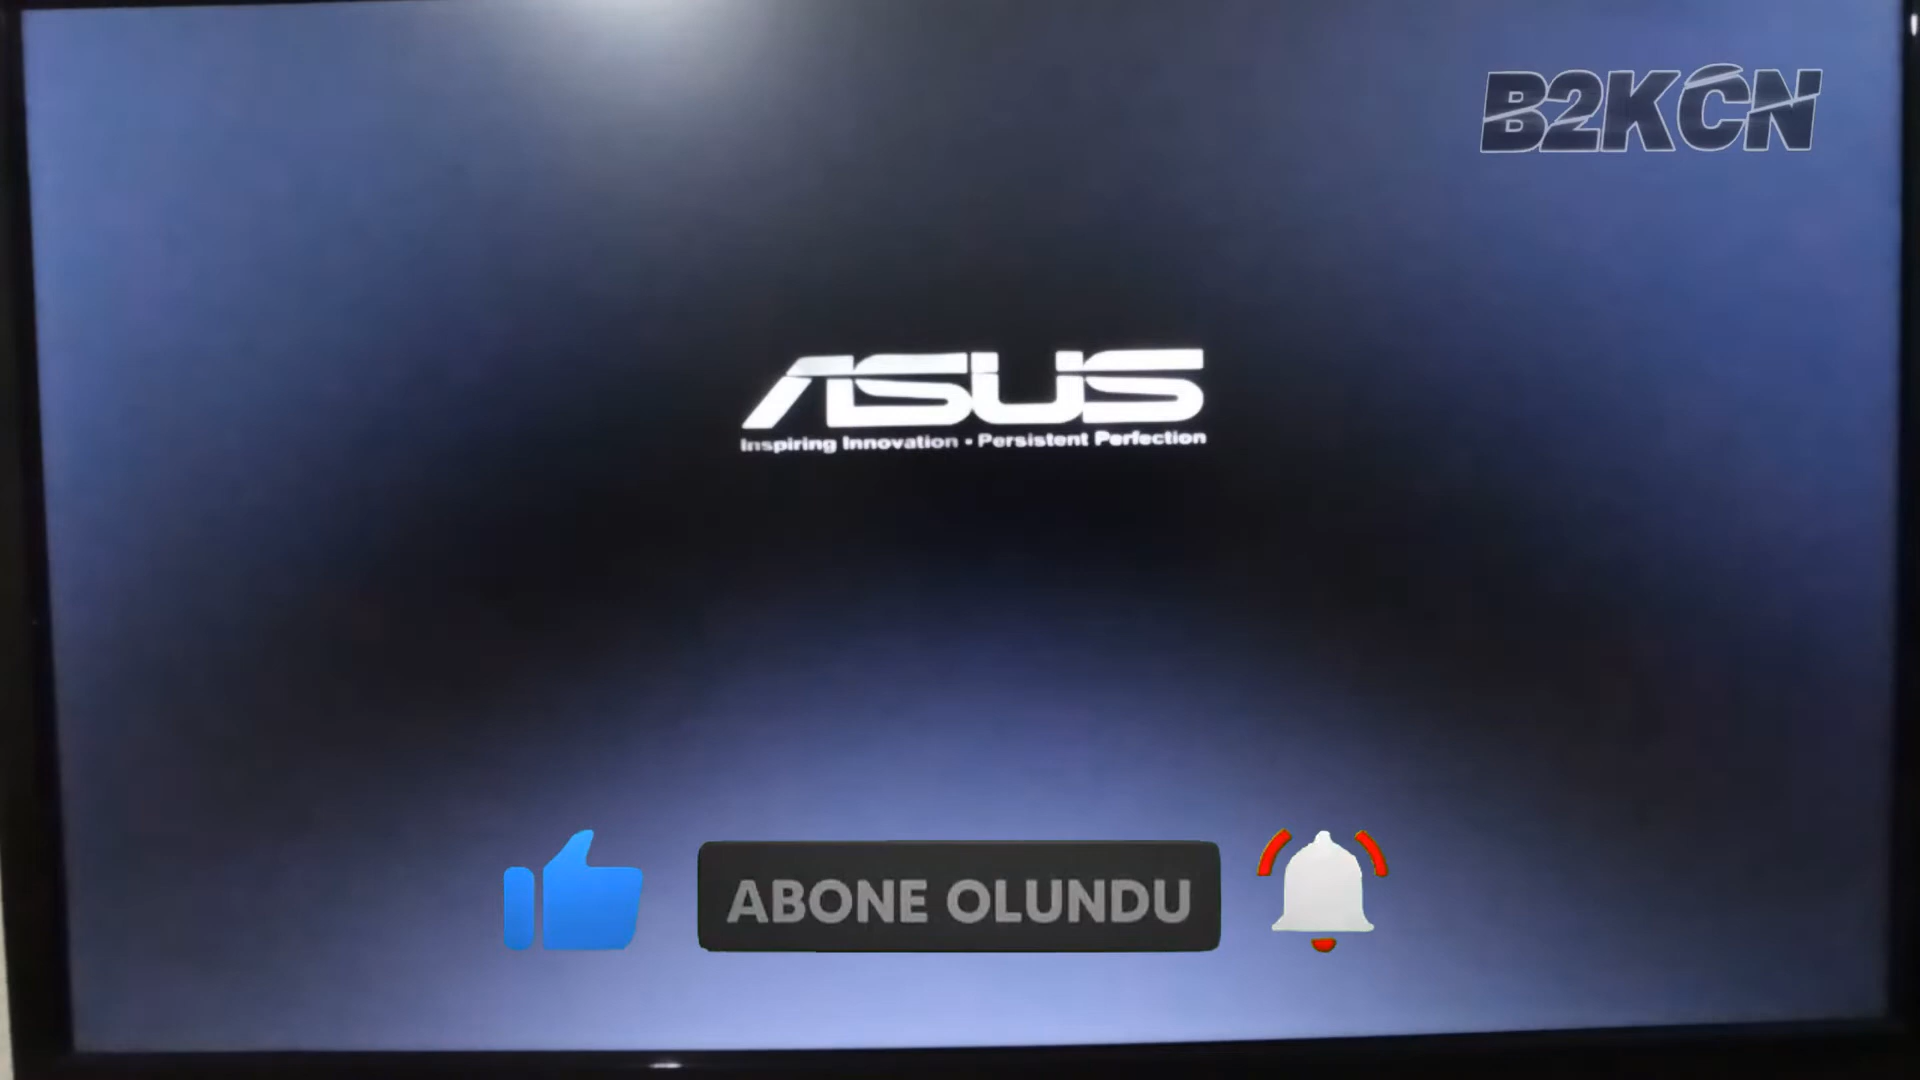 B2KCN
ASUS
Inspiring Innovation - Persistent Perfection
ABONE OLUNDU